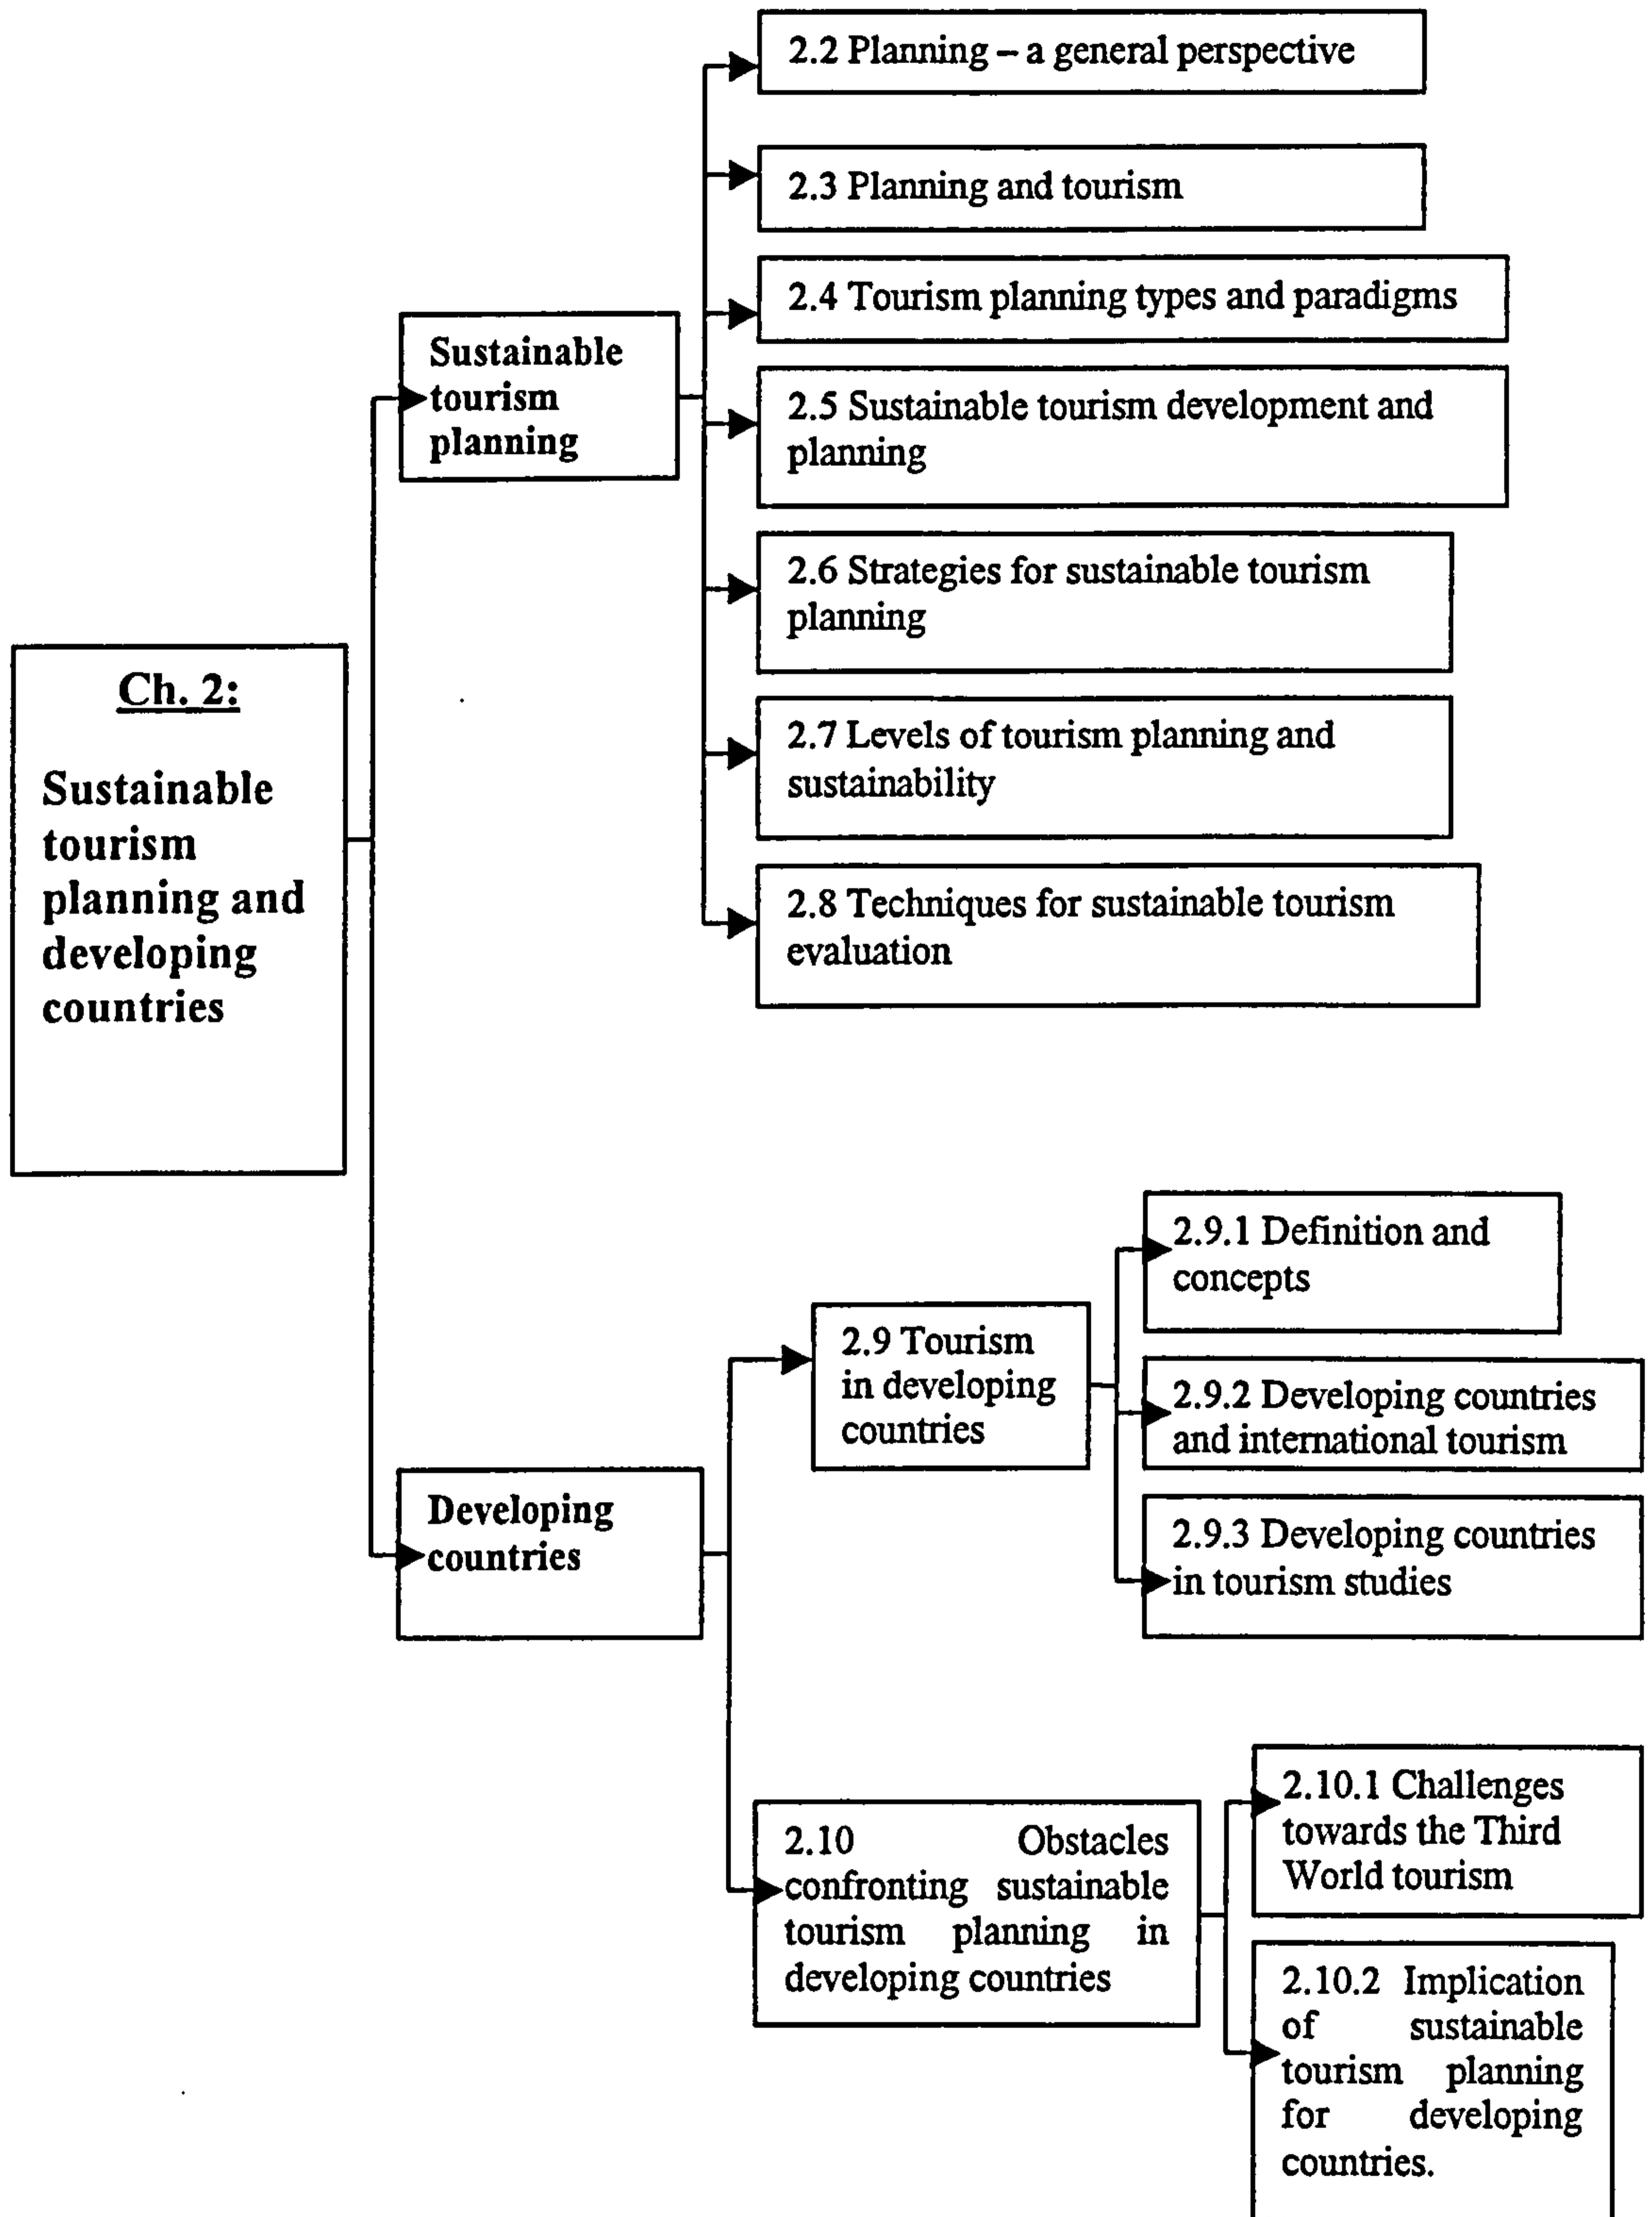 Ch. 2:
Sustainable
tourism
planning and
developing
countries
Sustainable
tourism
planning
2.2 Planning – a general perspective
2.3 Planning and tourism
2.4 Tourism planning types and paradigms
2.5 Sustainable tourism development and
planning
2.6 Strategies for sustainable tourism
planning
2.7 Levels of tourism planning and
sustainability
2.8 Techniques for sustainable tourism
evaluation
Developing
countries
2.9 Tourism
in developing
countries
2.9.1 Definition and
concepts
2.9.2 Developing countries
and international tourism
2.9.3 Developing countries
in tourism studies
2.10 Obstacles
confronting sustainable
tourism planning in
developing countries
2.10.1 Challenges
towards the Third
World tourism
2.10.2 Implication
of sustainable
tourism planning
for developing
countries.